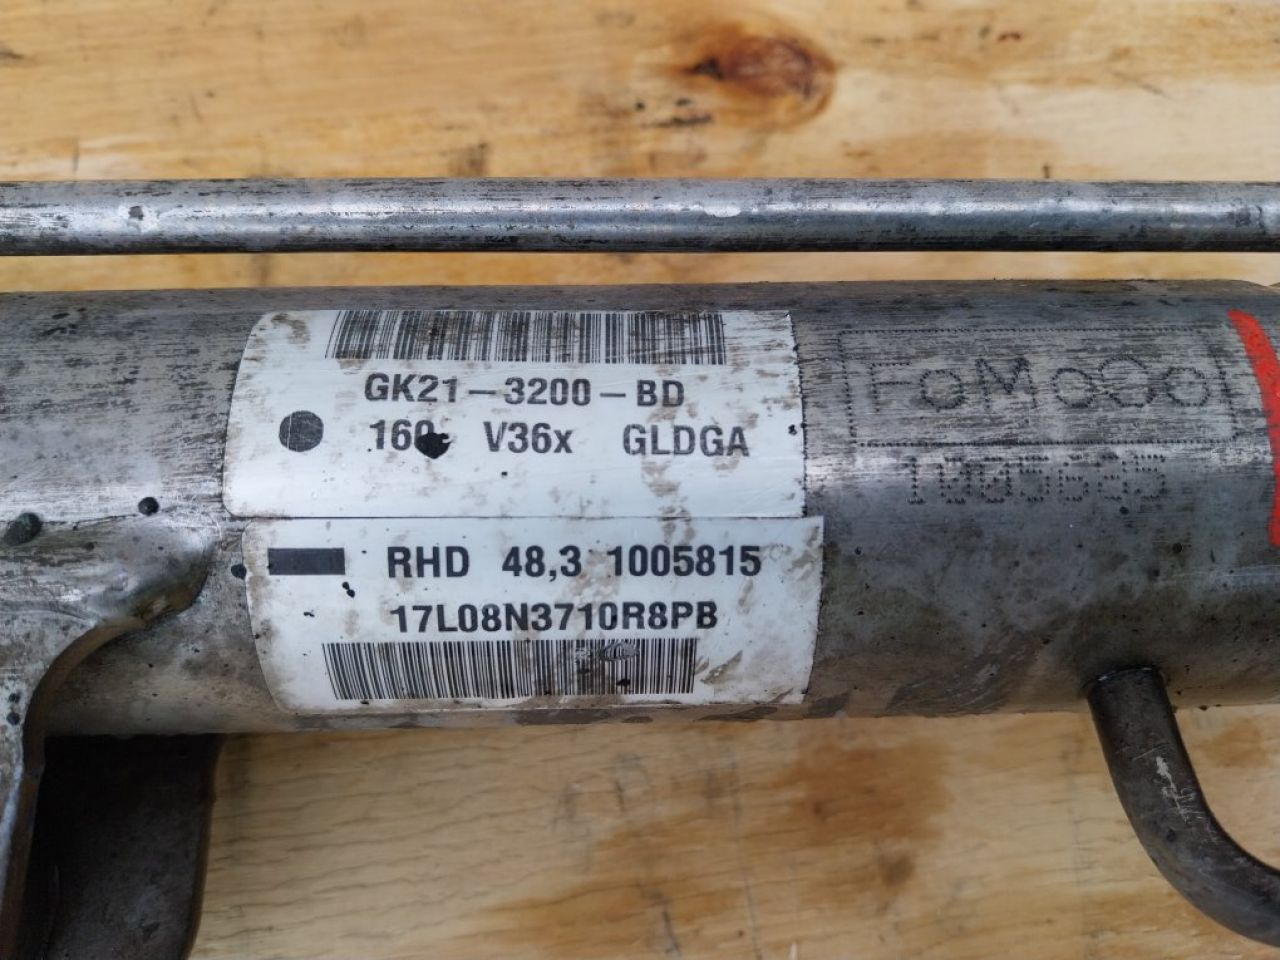 GK21-3200-BD
V36x GLDGA
RHD 48,3 1005815
17L08N3710R8PB
FoMoCo